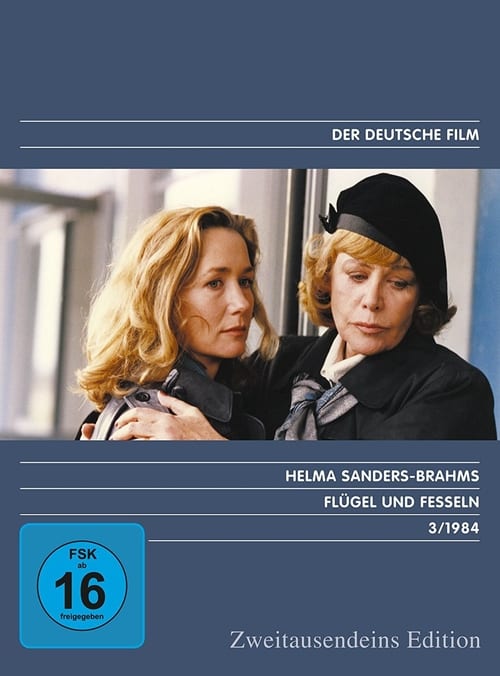 DER DEUTSCHE FILM
HELMA SANDERS-BRAHMS
FLÜGEL UND FESSELN
3/1984
FSK
ab
16
freigegeben
Zweitausendeins Edition